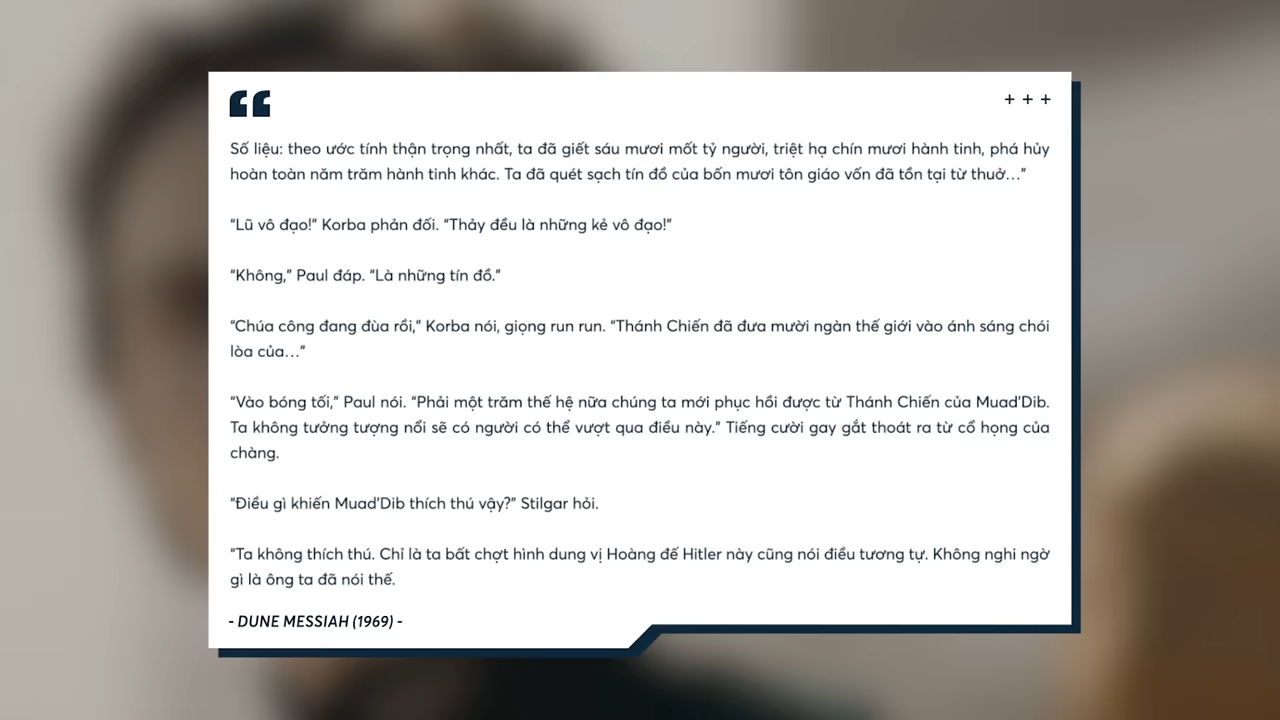 Số liệu: theo ước tính thận trọng nhất, ta đã giết sáu mươi mốt tỷ người, triệt hạ chín mươi hành tinh, phá hủy
hoàn toàn năm trăm hành tinh khác. Ta đã quét sạch tín đồ của bốn mươi tôn giáo vốn đã tồn tại từ thuở…”
“Lũ vô đạo!” Korba phản đối. “Thảy đều là những kẻ vô đạo!”
“Không,” Paul đáp. “Là những tín đồ.”
“Chúa công đang đùa rồi,” Korba nói, giọng run run. “Thánh Chiến đã đưa mười ngàn thế giới vào ánh sáng chói
lòa của…”
“Vào bóng tối,” Paul nói. “Phải một trăm thế hệ nữa chúng ta mới phục hồi được từ Thánh Chiến của Muad’Dib.
Ta không tưởng tượng nổi sẽ có người có thể vượt qua điều này.” Tiếng cười gay gắt thoát ra từ cổ họng của
chàng.
“Điều gì khiến Muad’Dib thích thú vậy?” Stilgar hỏi.
“Ta không thích thú. Chỉ là ta bất chợt hình dung vị Hoàng đế Hitler này cũng nói điều tương tự. Không nghi ngờ
gì là ông ta đã nói thế.
- DUNE MESSIAH (1969) -